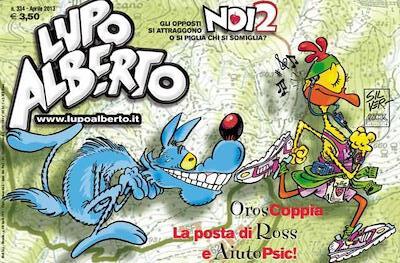 n. 334 - Aprile 2013
€ 3,50
LUPO
ALBERTO
www.lupoalberto.it
GLI OPPOSTI
SI ATTRAGGONO
O SI PIGLIA CHI SI SOMIGLIA?
NOI2
SILVER
OrosCoppia
La posta di Ross
e AiutoPsic!